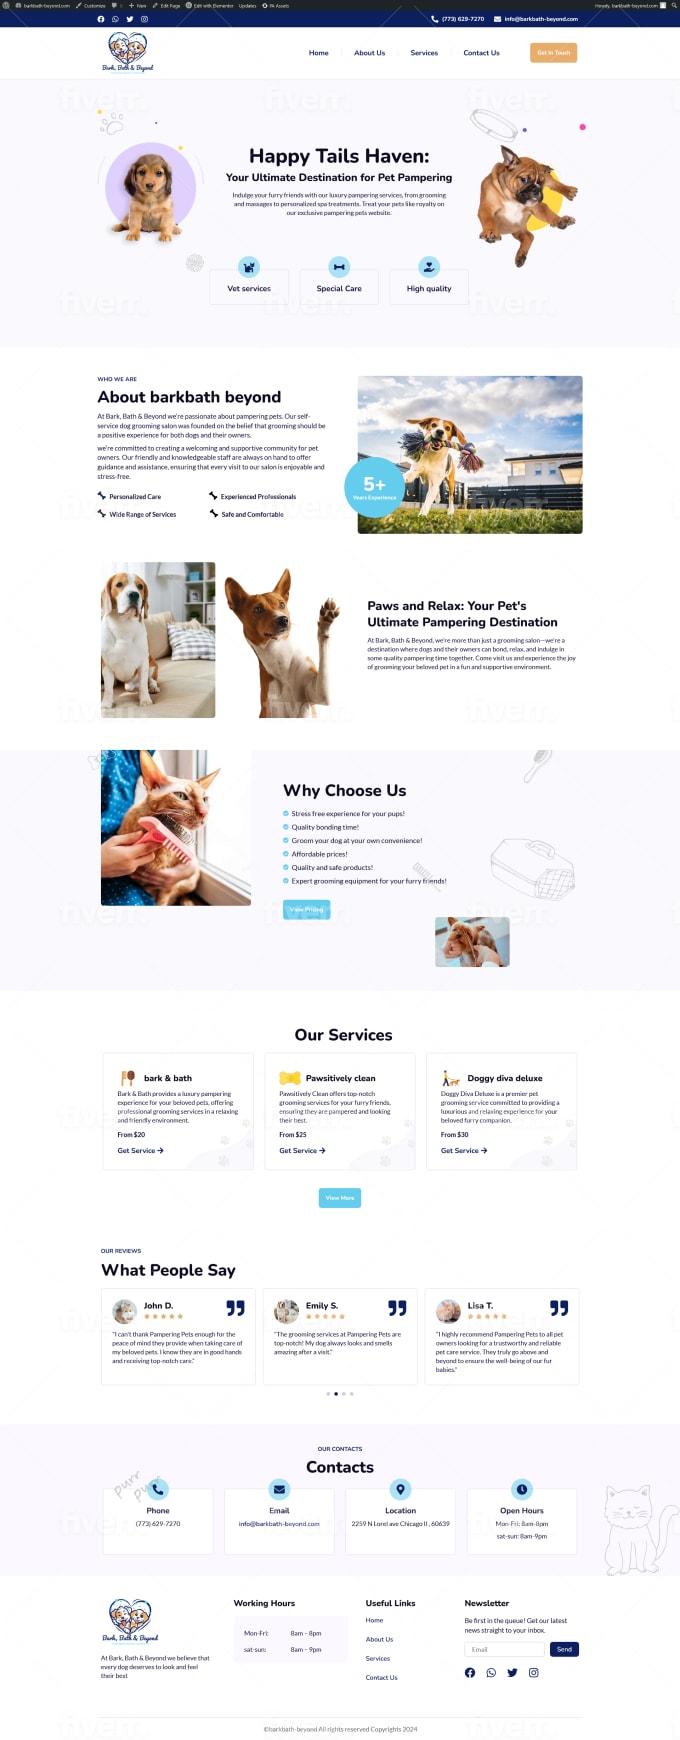 barkbath-beyond.com Customize 0 New Edit Page Edit with Elementor Updates PA Assets Howdy, barkbath-beyond.com
(773) 629-7270 info@barkbath-beyond.com
Bark, Bath & Beyond
Home About Us Services Contact Us Get In Touch
Happy Tails Haven:
Your Ultimate Destination for Pet Pampering
Indulge your furry friends with our luxury pampering services, from grooming
and massages to personalized spa treatments. Treat your pets like royalty on
our exclusive pampering pets website.
Vet services Special Care High quality
WHO WE ARE
About barkbath beyond
At Bark, Bath & Beyond we're passionate about pampering pets. Our self-
service dog grooming salon was founded on the belief that grooming should be
a positive experience for both dogs and their owners.
we're committed to creating a welcoming and supportive community for pet
owners. Our friendly and knowledgeable staff are always on hand to offer
guidance and assistance, ensuring that every visit to our salon is enjoyable and
stress-free.
Personalized Care Experienced Professionals
Wide Range of Services Safe and Comfortable
5+
Years Experience
Paws and Relax: Your Pet's
Ultimate Pampering Destination
At Bark, Bath & Beyond, we're more than just a grooming salon—we're a
destination where dogs and their owners can bond, relax, and indulge in
some quality pampering time together. Come visit us and experience the joy
of grooming your beloved pet in a fun and supportive environment.
Why Choose Us
Stress free experience for your pups!
Quality bonding time!
Groom your dog at your own convenience!
Affordable prices!
Quality and safe products!
Expert grooming equipment for your furry friends!
View Pricing
Our Services
bark & bath
Bark & Bath provides a luxury pampering
experience for your beloved pets, offering
professional grooming services in a relaxing
and friendly environment.
From $20
Get Service
Pawsitively clean
Pawsitively Clean offers top-notch
grooming services for your furry friends,
ensuring they are pampered and looking
their best.
From $25
Get Service
Doggy diva deluxe
Doggy Diva Deluxe is a premier pet
grooming service committed to providing a
luxurious and relaxing experience for your
beloved furry companion.
From $30
Get Service
View More
OUR REVIEWS
What People Say
John D.
"I can't thank Pampering Pets enough for the
peace of mind they provide when taking care of
my beloved pets. I know they are in good hands
and receiving top-notch care."
Emily S.
"The grooming services at Pampering Pets are
top-notch! My dog always looks and smells
amazing after a visit."
Lisa T.
"I highly recommend Pampering Pets to all pet
owners looking for a trustworthy and reliable
pet care service. They truly go above and
beyond to ensure the well-being of our fur
babies."
OUR CONTACTS
Contacts
purr
purr
Phone
(773) 629-7270
Email
info@barkbath-beyond.com
Location
2259 N Lorel ave Chicago Il , 60639
Open Hours
Mon-Fri: 8am-8pm
sat-sun: 8am-9pm
Bark, Bath & Beyond
At Bark, Bath & Beyond we believe that
every dog deserves to look and feel
their best
Working Hours
Mon-Fri: 8am – 8pm
sat-sun: 8am – 9pm
Useful Links
Home
About Us
Services
Contact Us
Newsletter
Be first in the queue! Get our latest
news straight to your inbox.
Email Send
©barkbath-beyond All rights reserved Copyrights 2024
fiverr.